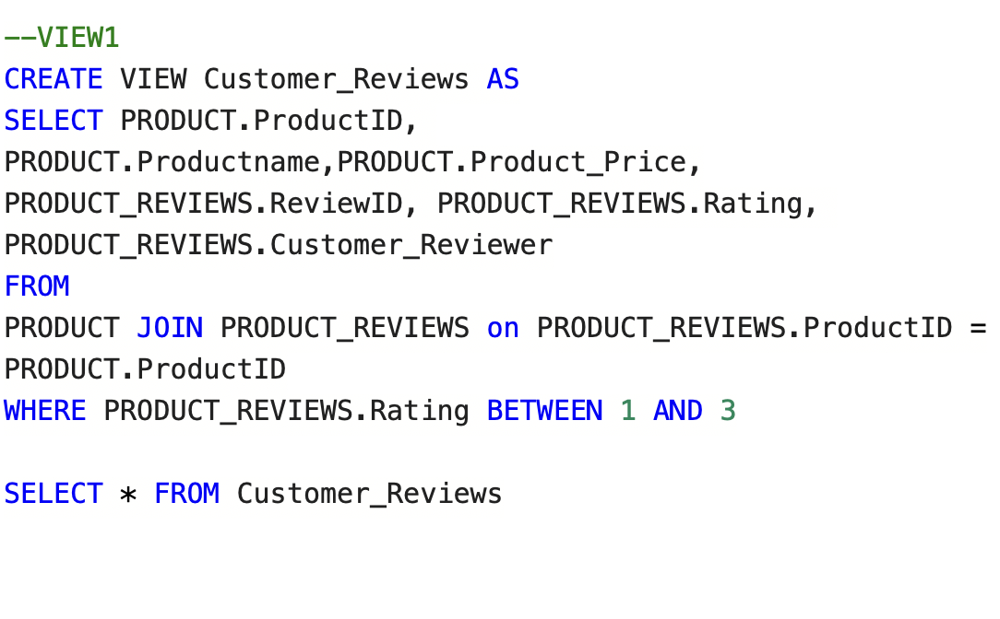 --VIEW1
CREATE VIEW Customer_Reviews AS
SELECT PRODUCT.ProductID,
PRODUCT.Productname,PRODUCT.Product_Price,
PRODUCT_REVIEWS.ReviewID, PRODUCT_REVIEWS.Rating,
PRODUCT_REVIEWS.Customer_Reviewer
FROM
PRODUCT JOIN PRODUCT_REVIEWS on PRODUCT_REVIEWS.ProductID =
PRODUCT.ProductID
WHERE PRODUCT_REVIEWS.Rating BETWEEN 1 AND 3
SELECT * FROM Customer_Reviews